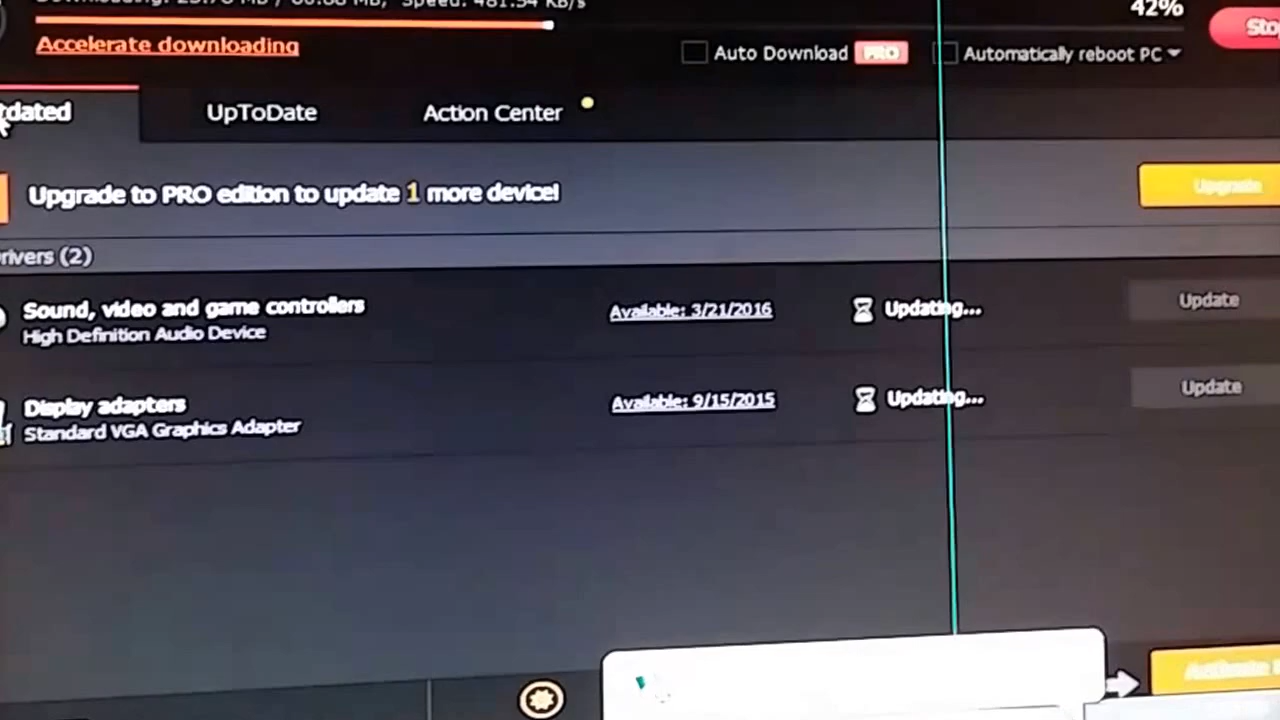 42%
Accelerate downloading
Auto Download PRO
Automatically reboot PC
UpToDate
Action Center
Upgrade to PRO edition to update 1 more device!
Upgrade
(2)
Sound, video and game controllers
High Definition Audio Device
Available: 3/21/2016
Updating...
Update
Display adapters
Standard VGA Graphics Adapter
Available: 9/15/2015
Updating...
Update